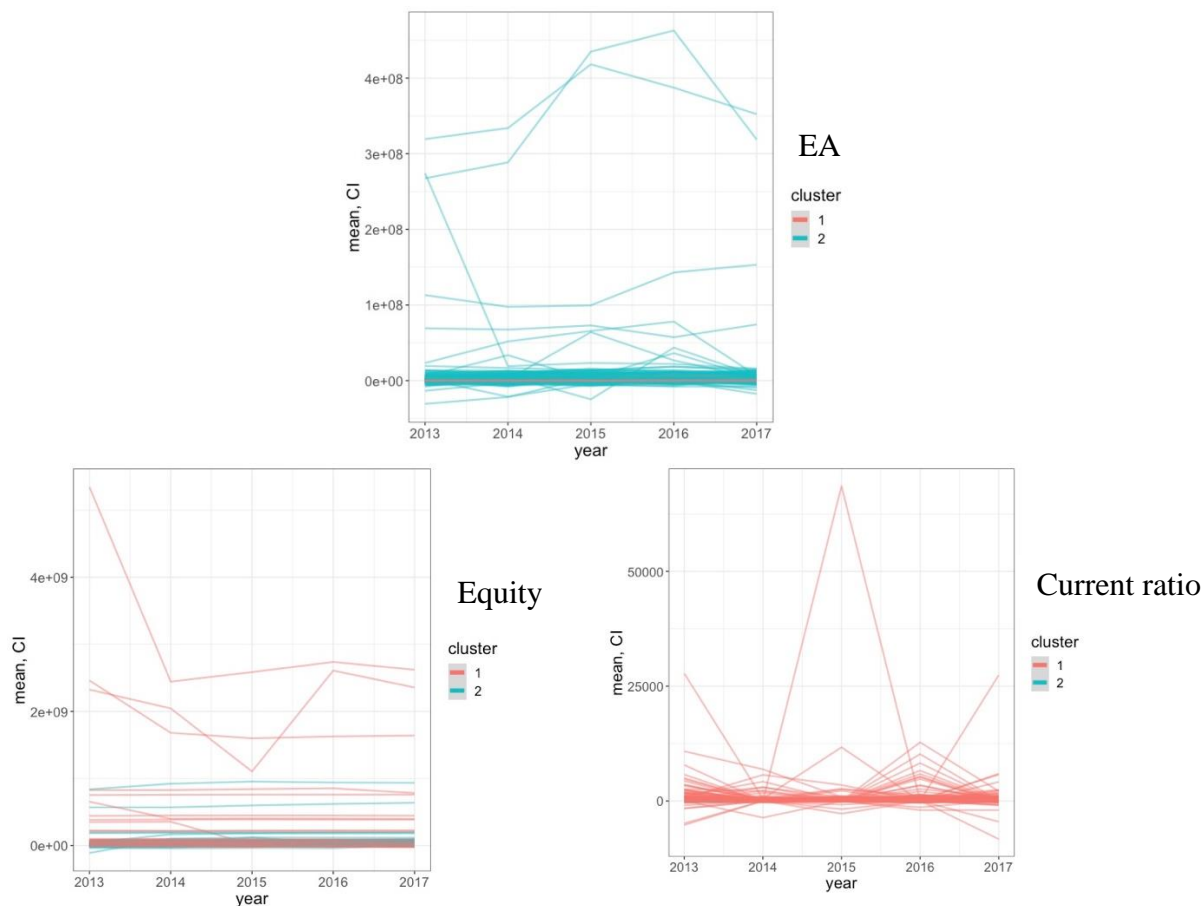 4e+08
3e+08
2e+08
1e+08
0e+00
mean, CI
2013 2014 2015 2016 2017
year
EA
cluster
1
2
4e+09
2e+09
0e+00
mean, CI
2013 2014 2015 2016 2017
year
Equity
cluster
1
2
50000
25000
0
mean, CI
2013 2014 2015 2016 2017
year
Current ratio
cluster
1
2